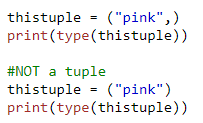 thistuple = ("pink",)
print(type(thistuple))
#NOT a tuple
thistuple = ("pink")
print(type(thistuple))